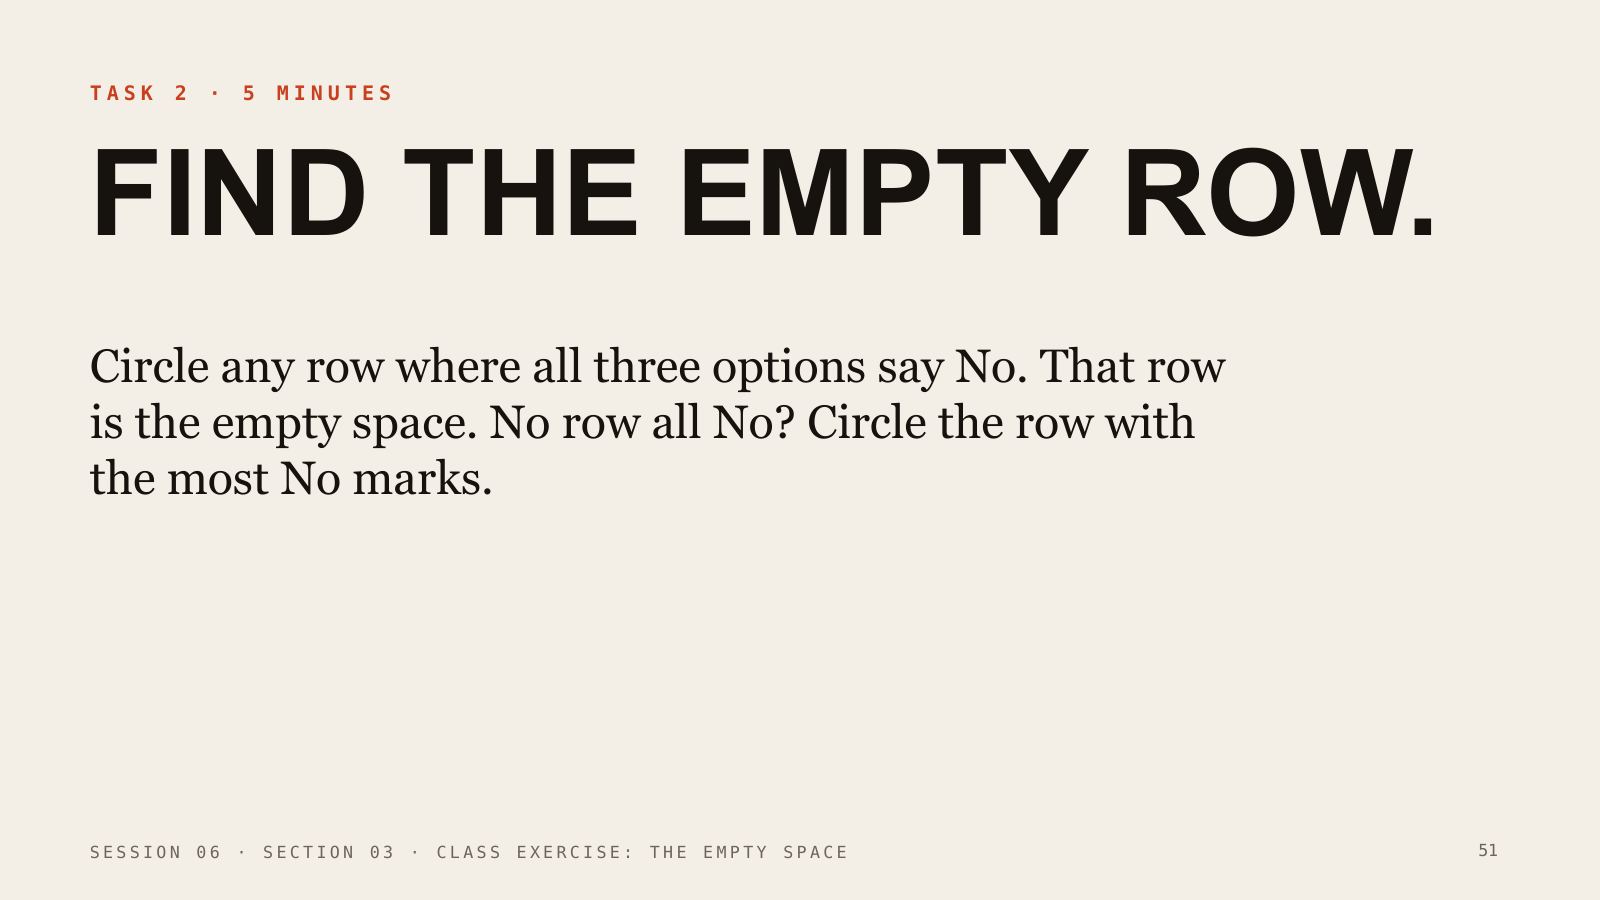 TASK 2 · 5 MINUTES
FIND THE EMPTY ROW.
Circle any row where all three options say No. That row
is the empty space. No row all No? Circle the row with
the most No marks.
SESSION 06 · SECTION 03 · CLASS EXERCISE: THE EMPTY SPACE
51